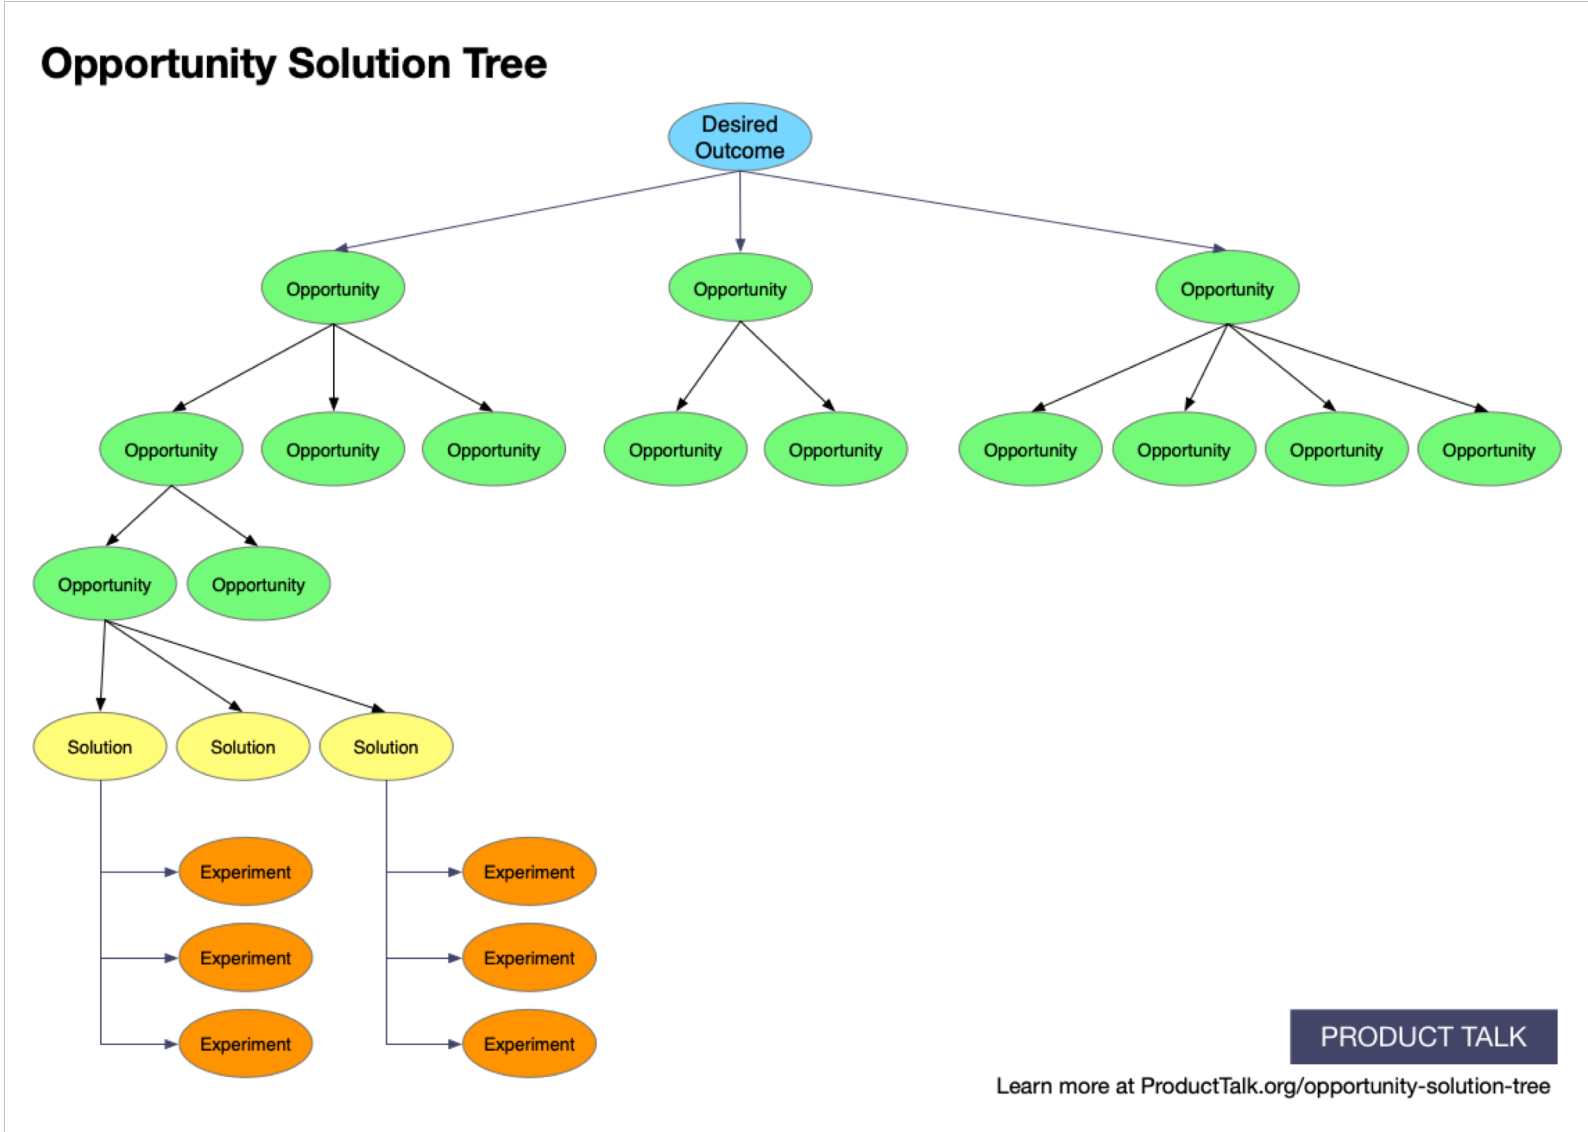 Opportunity Solution Tree
Desired
Outcome
Opportunity
Opportunity
Opportunity
Opportunity
Opportunity
Opportunity
Opportunity
Opportunity
Opportunity
Opportunity
Opportunity
Opportunity
Opportunity
Opportunity
Solution
Solution
Solution
Experiment
Experiment
Experiment
Experiment
Experiment
Experiment
PRODUCT TALK
Learn more at ProductTalk.org/opportunity-solution-tree